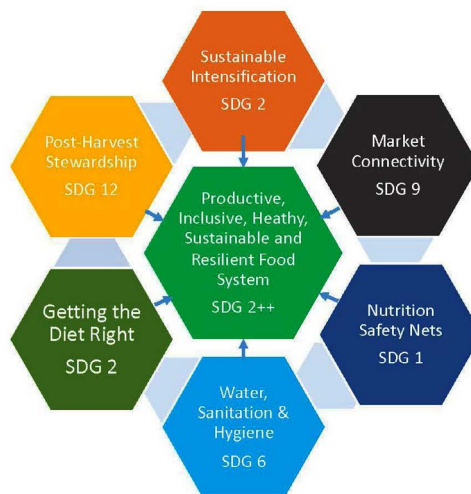 Sustainable
Intensification
SDG 2
Post-Harvest
Stewardship
SDG 12
Market
Connectivity
SDG 9
Productive,
Inclusive, Heathy,
Sustainable and
Resilient Food
System
SDG 2++
Getting the
Diet Right
SDG 2
Nutrition
Safety Nets
SDG 1
Water,
Sanitation &
Hygiene
SDG 6